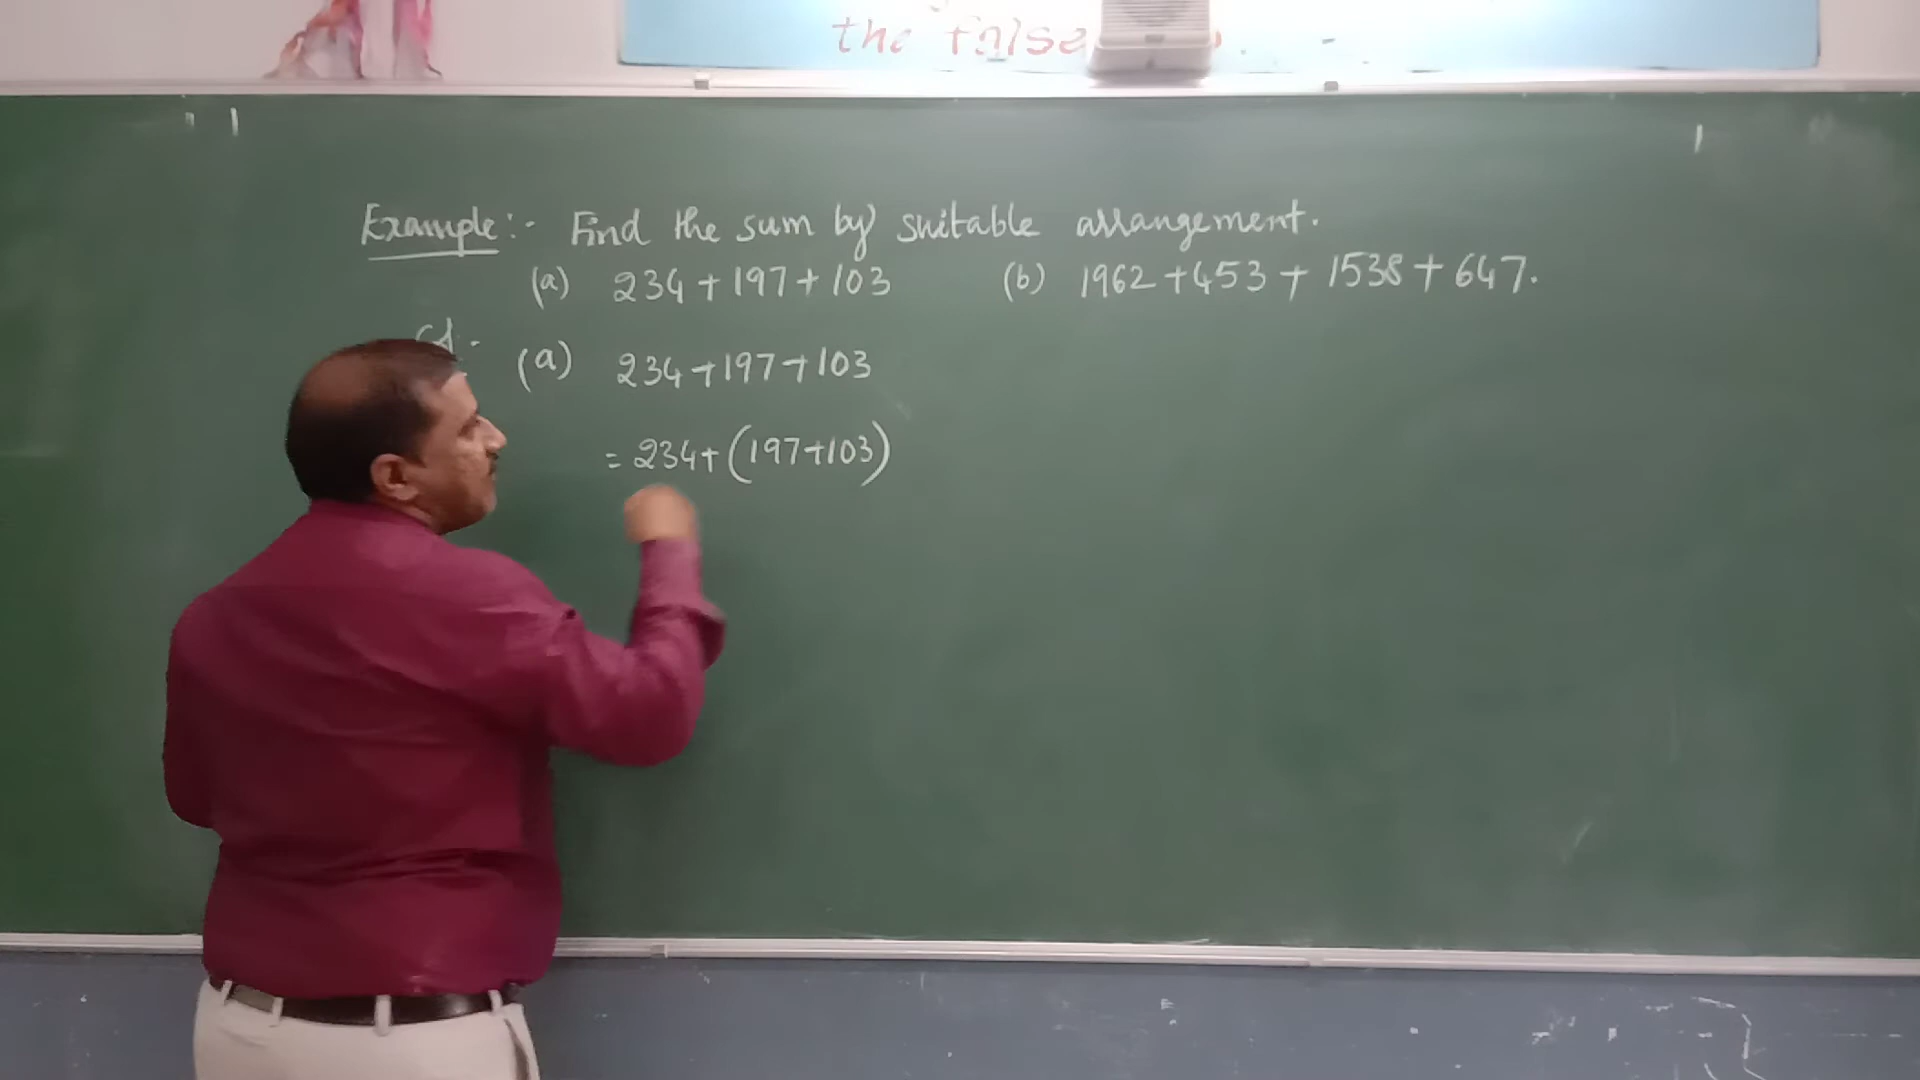 the false
Example:- Find the sum by suitable arrangement.
(a) 234+197+103 (b) 1962+453+1538+647.
(a) 234+197+103
= 234+(197+103)